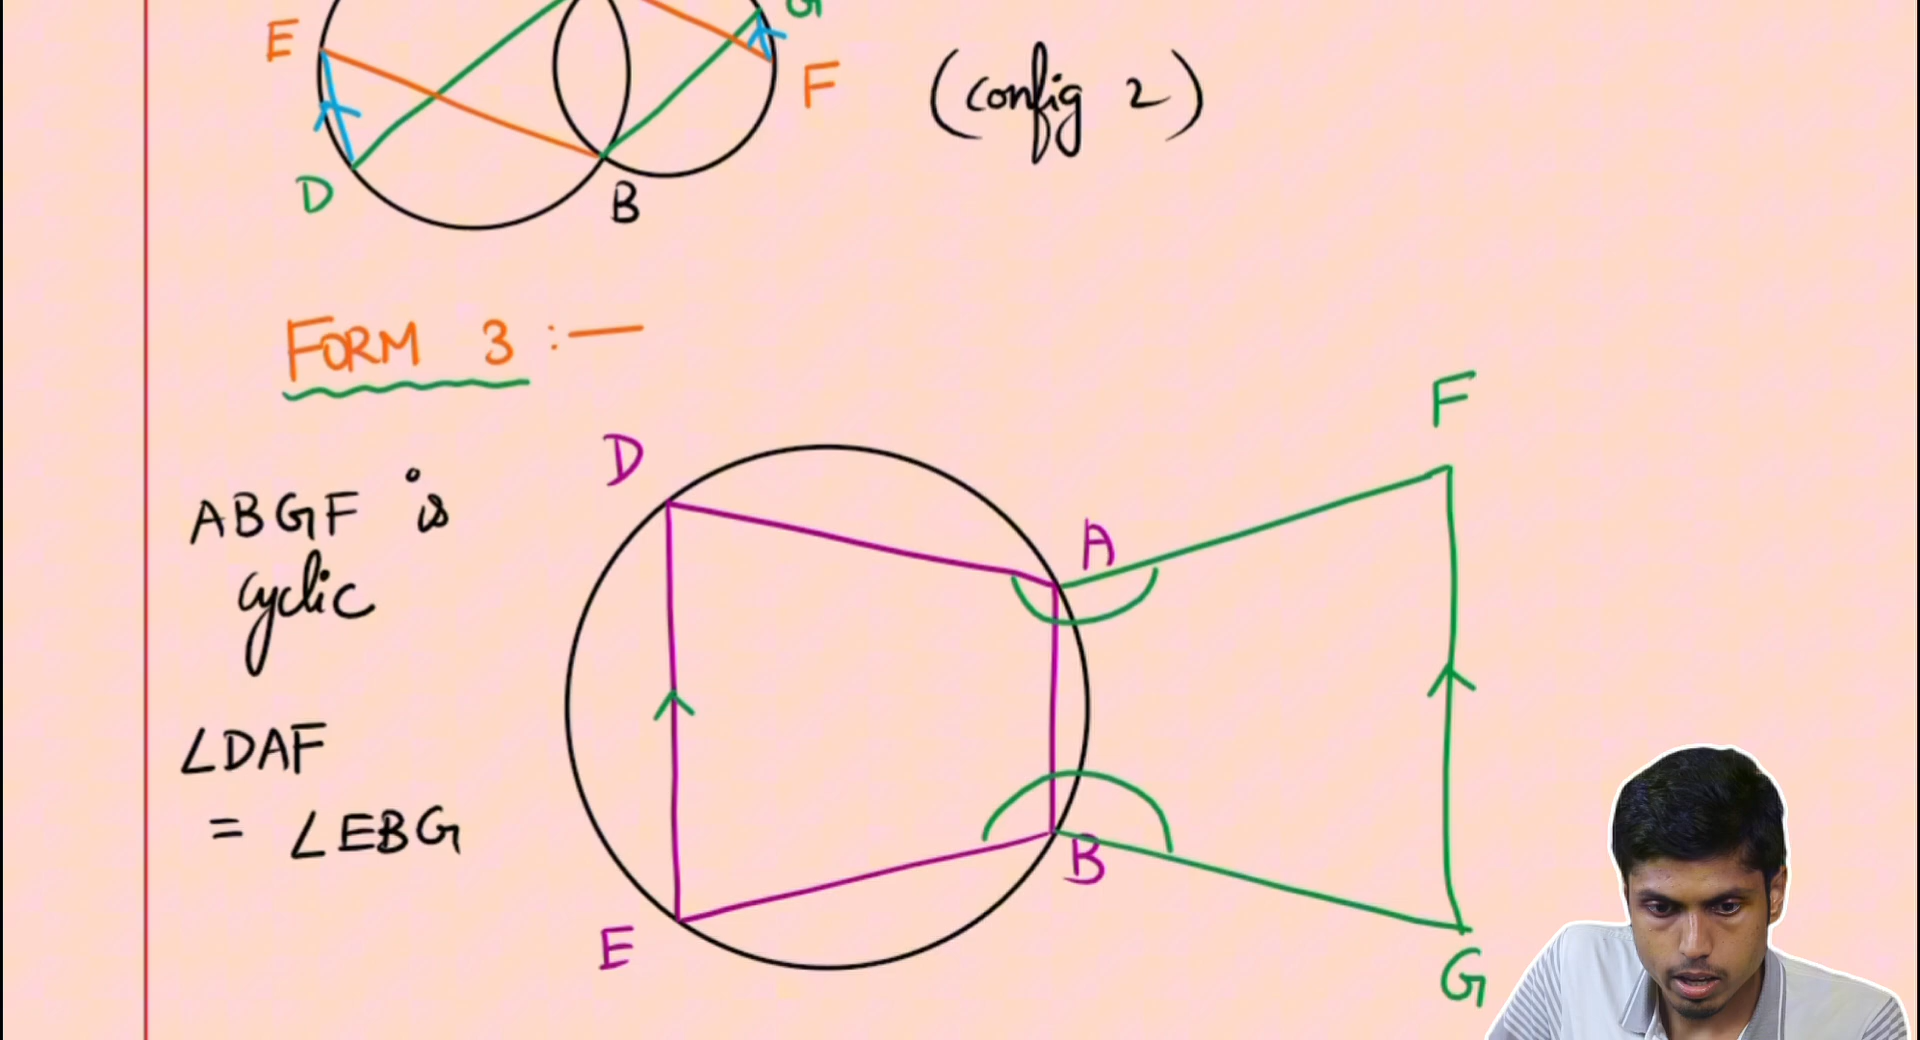 G
E
F
(config 2)
D
B
FORM 3 :—
F
D
ABGF is
A
cyclic
∠DAF
= ∠EBG
B
E
G